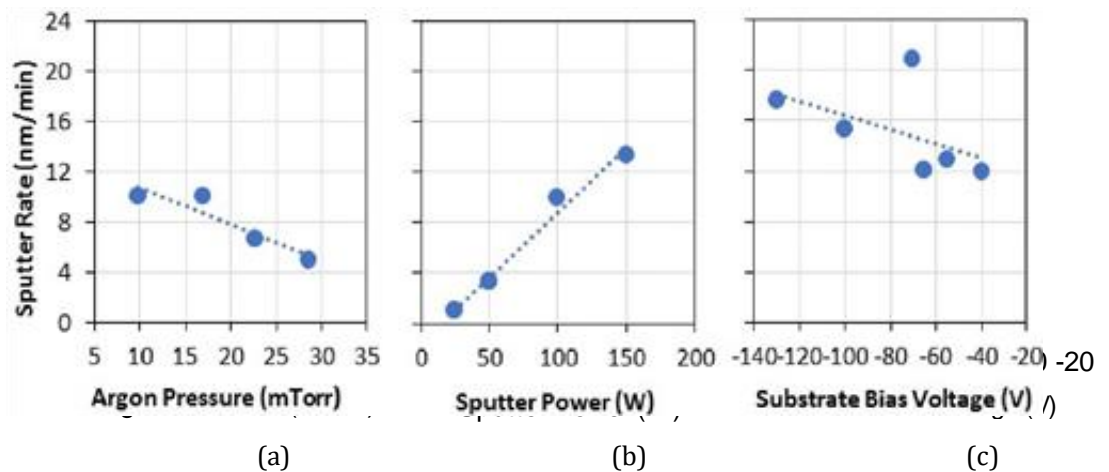 24
20
16
12
8
4
0
Sputter Rate (nm/min)
5 10 15 20 25 30 35
0 50 100 150 200
-140 -120 -100 -80 -60 -40 -20
-20
Argon Pressure (mTorr)
Sputter Power (W)
Substrate Bias Voltage (V)
(a) (b) (c)